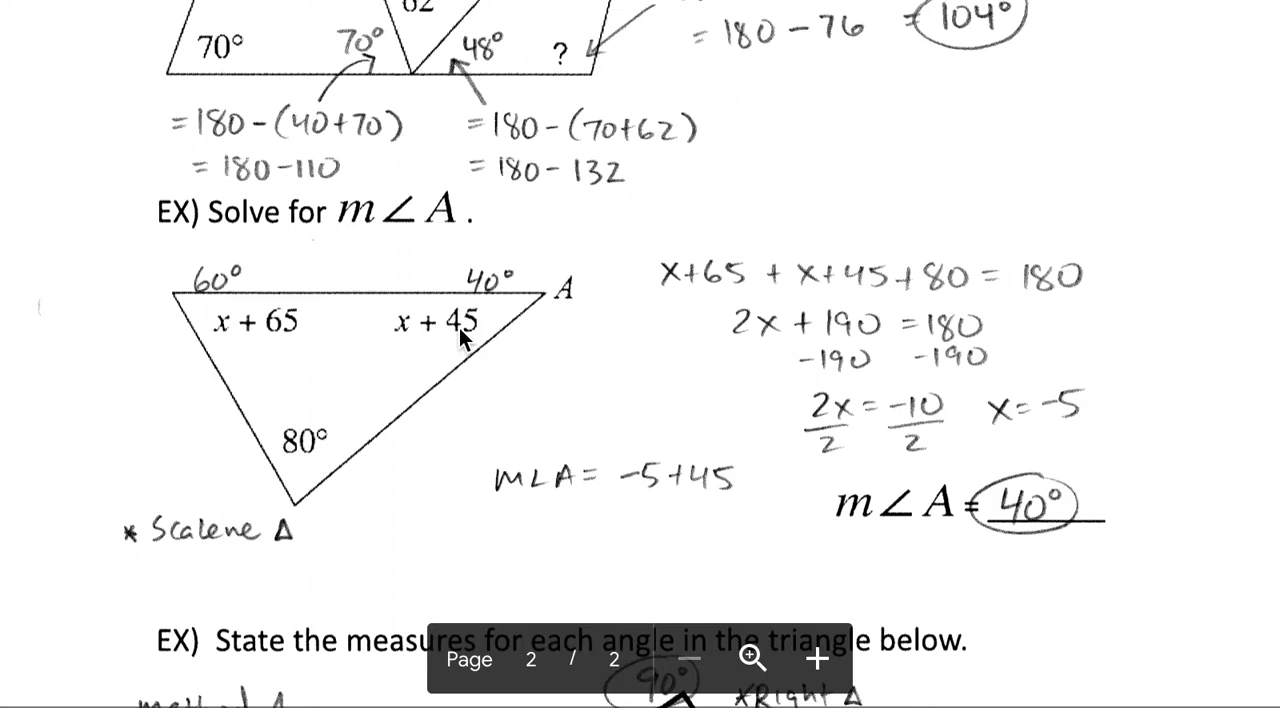 62
70° 70° 48° ?
= 180 - 76 = 104°
= 180 - (40+70) = 180 - (70+62)
= 180 - 110 = 180 - 132
EX) Solve for m∠A.
60° 40° A
x + 65 x + 45
80°
* Scalene Δ
x+65 + x+45+80 = 180
2x + 190 = 180
-190 -190
2x = -10 x = -5
2 2
m∠A = -5+45
m∠A = 40°
EX) State the measures for each angle in the triangle below.
Page 2 / 2
90° *Right Δ